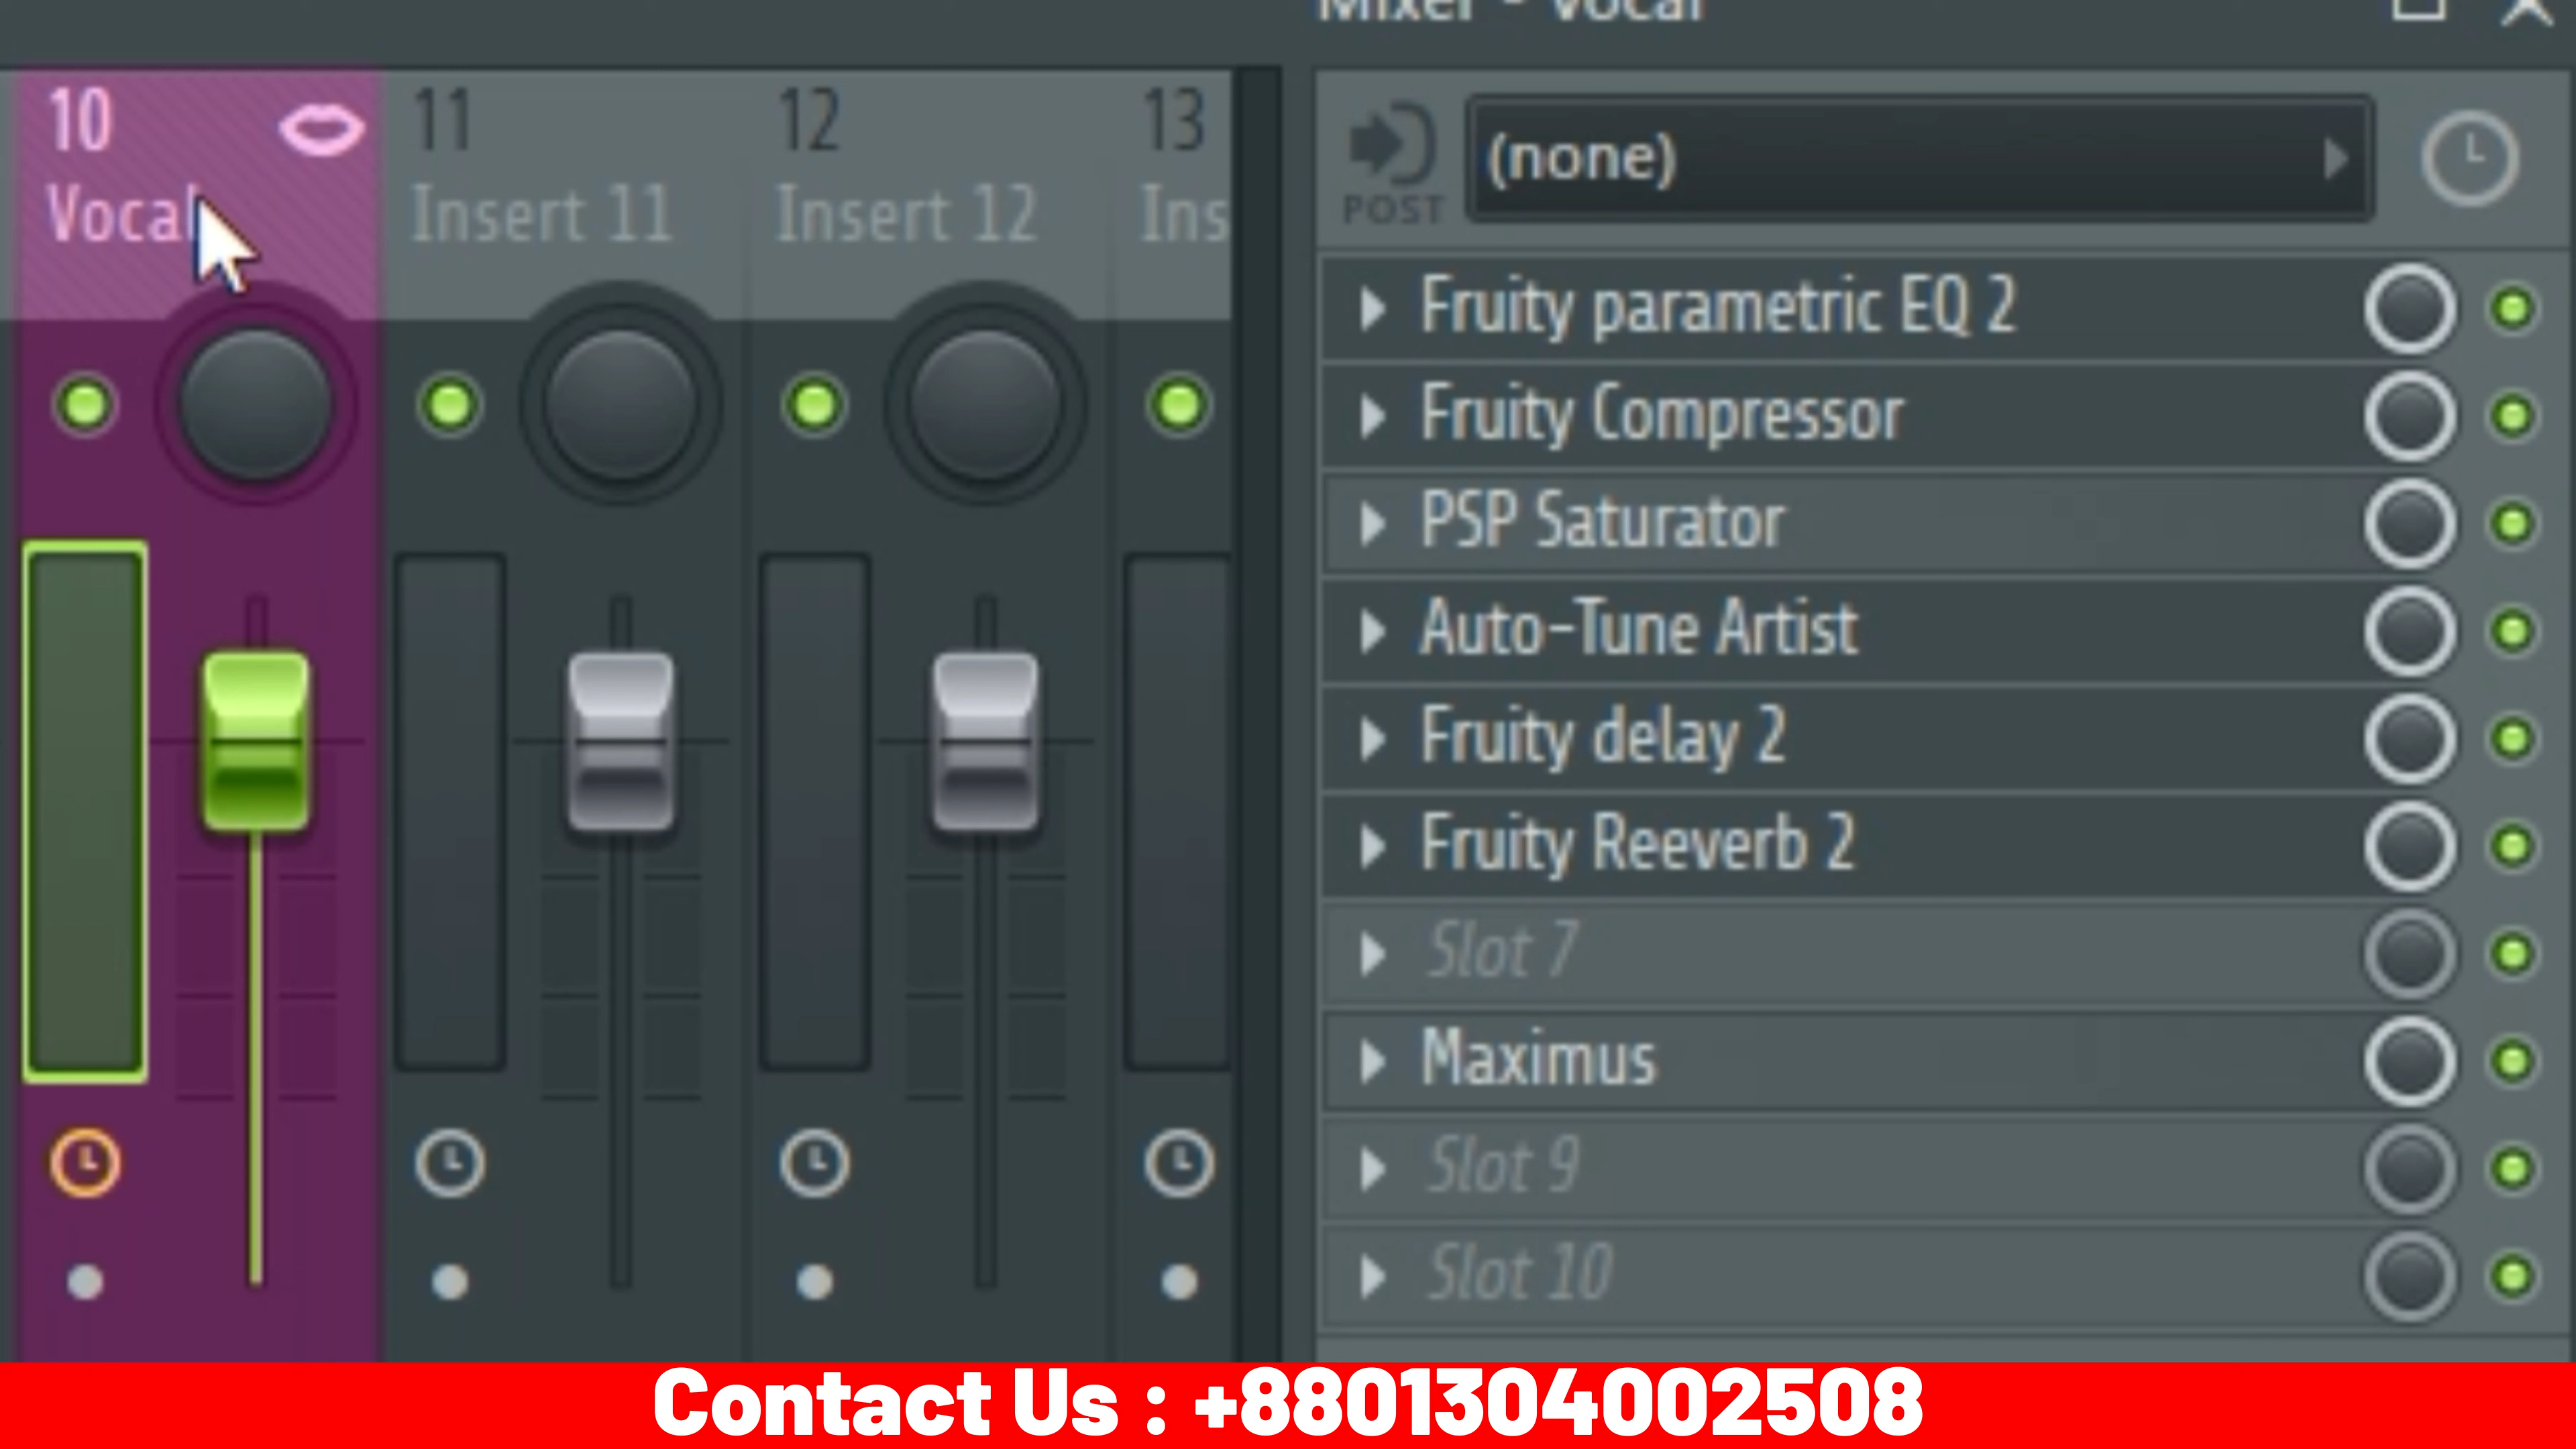 Mixer - Vocal
10
Vocal
11
Insert 11
12
Insert 12
13
Ins
POST
(none)
Fruity parametric EQ 2
Fruity Compressor
PSP Saturator
Auto-Tune Artist
Fruity delay 2
Fruity Reeverb 2
Slot 7
Maximus
Slot 9
Slot 10
Contact Us : +8801304002508